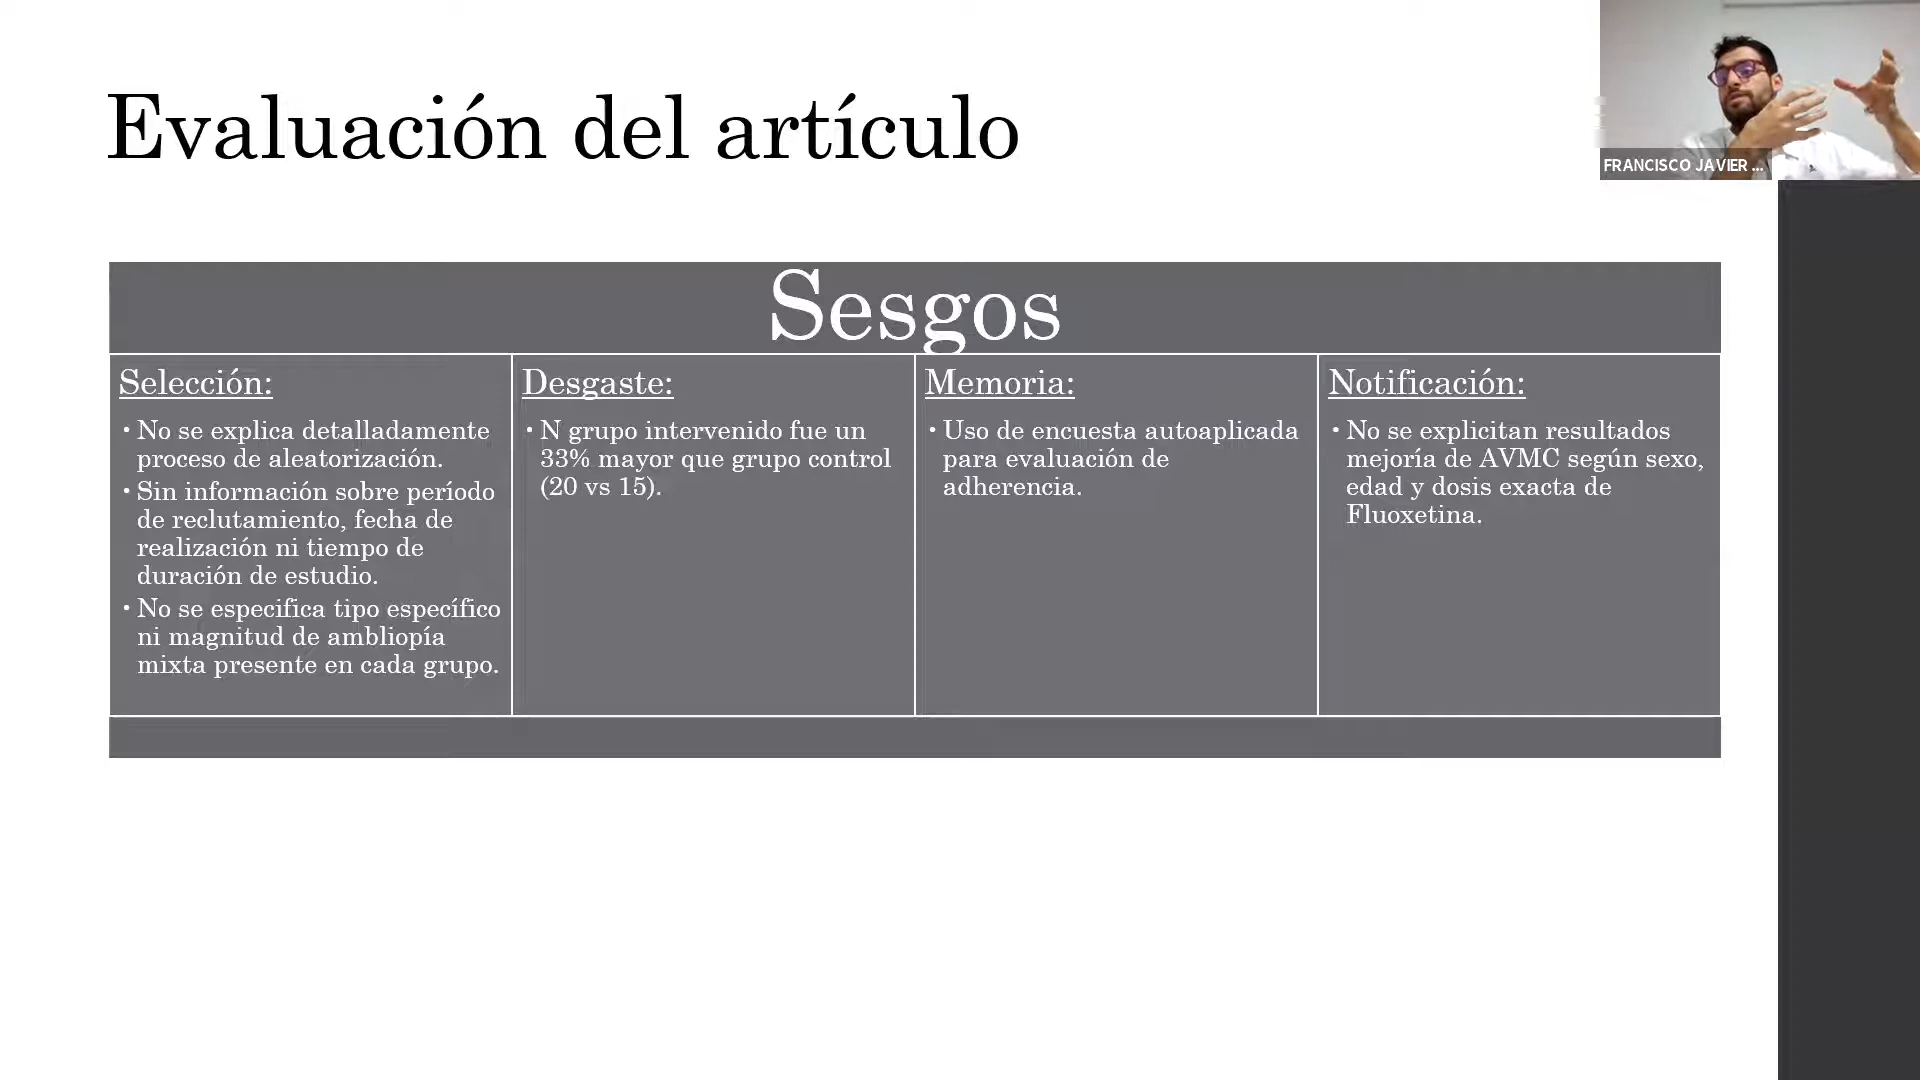 Evaluación del artículo
FRANCISCO JAVIER ...
Sesgos
Selección:
• No se explica detalladamente
proceso de aleatorización.
• Sin información sobre período
de reclutamiento, fecha de
realización ni tiempo de
duración de estudio.
• No se especifica tipo específico
ni magnitud de ambliopía
mixta presente en cada grupo.
Desgaste:
• N grupo intervenido fue un
33% mayor que grupo control
(20 vs 15).
Memoria:
• Uso de encuesta autoaplicada
para evaluación de
adherencia.
Notificación:
• No se explicitan resultados
mejoría de AVMC según sexo,
edad y dosis exacta de
Fluoxetina.